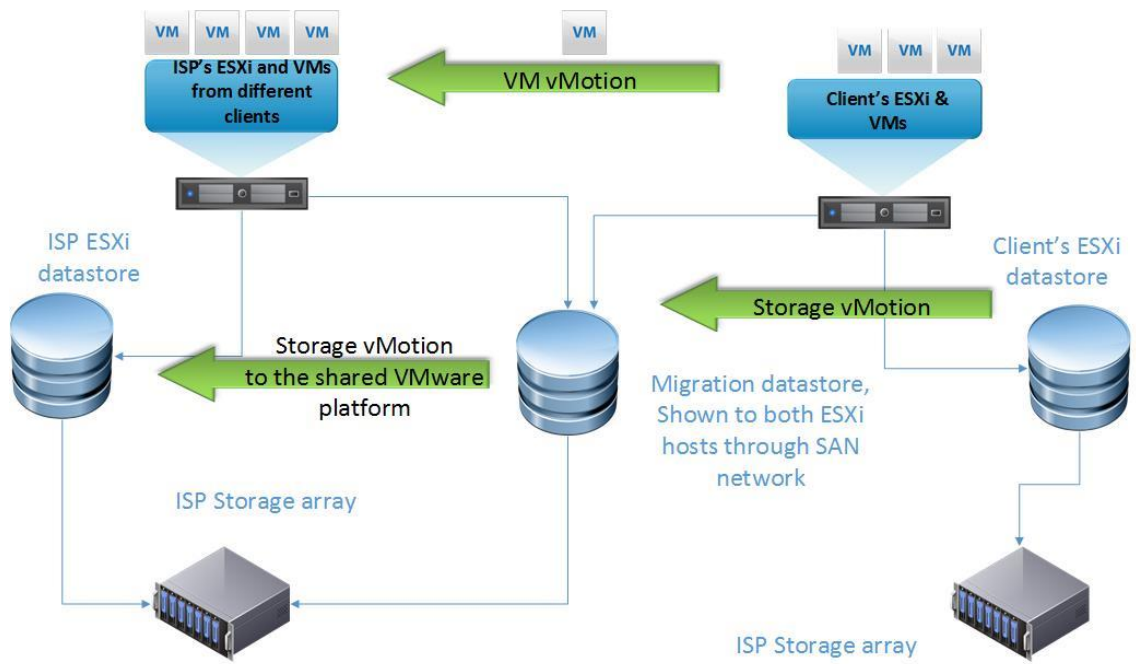 VM VM VM VM
VM
VM VM VM
ISP's ESXi and VMs
from different
clients
VM vMotion
Client's ESXi &
VMs
ISP ESXi
datastore
Client's ESXi
datastore
Storage vMotion
Storage vMotion
to the shared VMware
platform
Migration datastore,
Shown to both ESXi
hosts through SAN
network
ISP Storage array
ISP Storage array